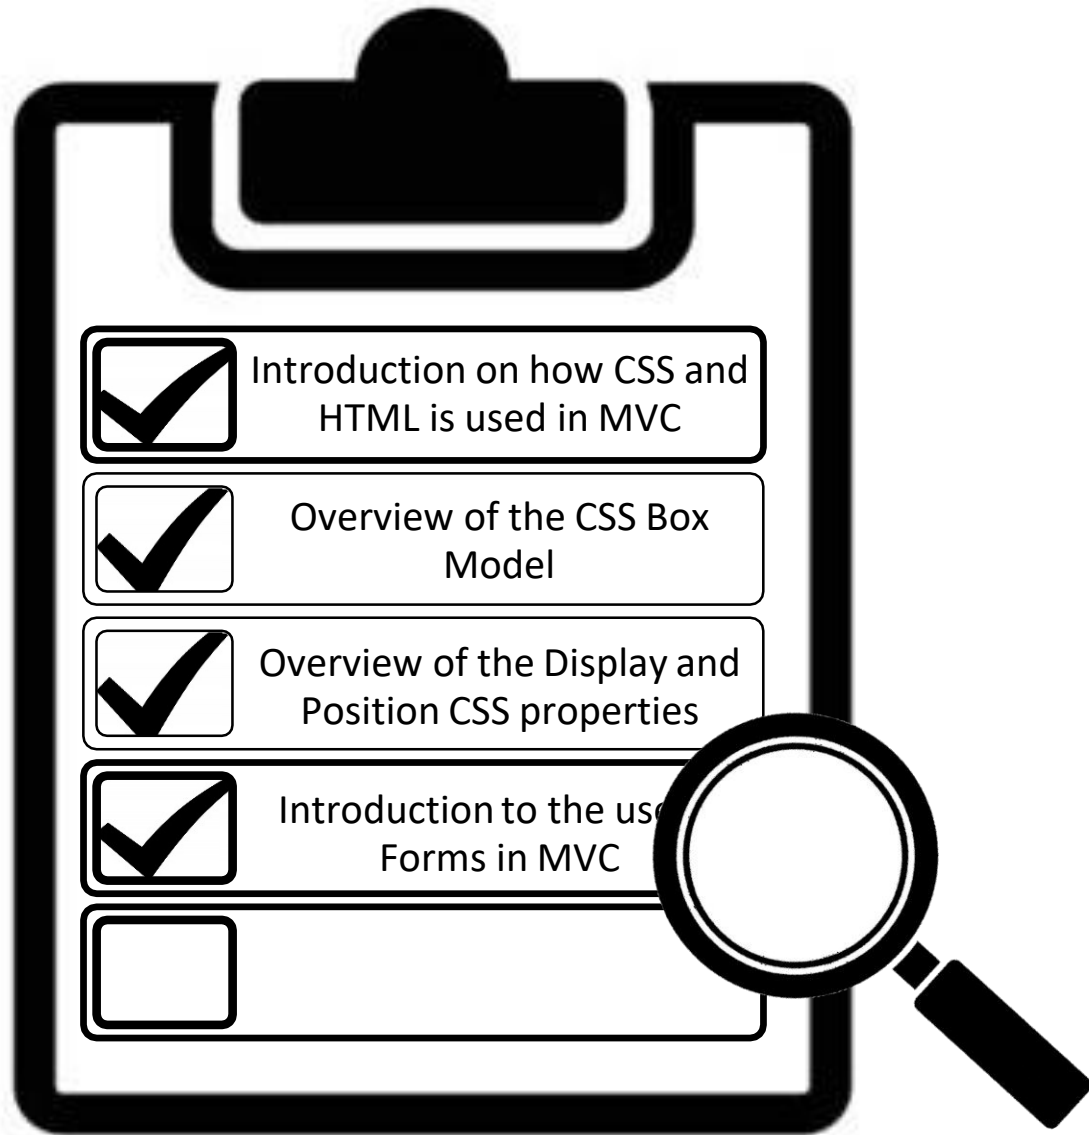 Introduction on how CSS and
HTML is used in MVC
Overview of the CSS Box
Model
Overview of the Display and
Position CSS properties
Introduction to the use
Forms in MVC